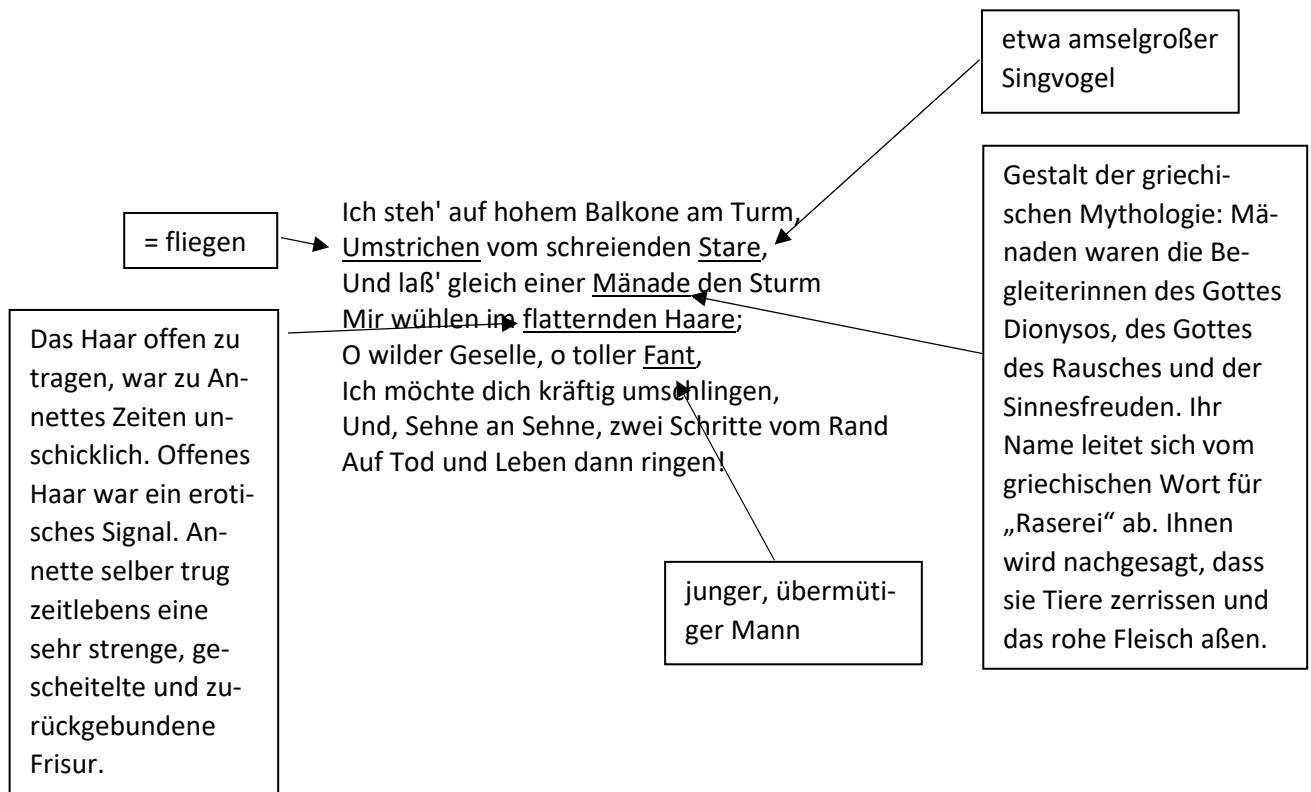 etwa amselgroßer
Singvogel
Ich steh' auf hohem Balkone am Turm,
Umstrichen vom schreienden Stare,
Und laß' gleich einer Mänade den Sturm
Mir wühlen im flatternden Haare;
O wilder Geselle, o toller Fant,
Ich möchte dich kräftig umschlingen,
Und, Sehne an Sehne, zwei Schritte vom Rand
Auf Tod und Leben dann ringen!
= fliegen
Das Haar offen zu
tragen, war zu An-
nettes Zeiten un-
schicklich. Offenes
Haar war ein eroti-
sches Signal. An-
nette selber trug
zeitlebens eine
sehr strenge, ge-
scheitelte und zu-
rückgebundene
Frisur.
Gestalt der griechi-
schen Mythologie: Mä-
naden waren die Be-
gleiterinnen des Gottes
Dionysos, des Gottes
des Rausches und der
Sinnesfreuden. Ihr
Name leitet sich vom
griechischen Wort für
„Raserei“ ab. Ihnen
wird nachgesagt, dass
sie Tiere zerrissen und
das rohe Fleisch aßen.
junger, übermüti-
ger Mann